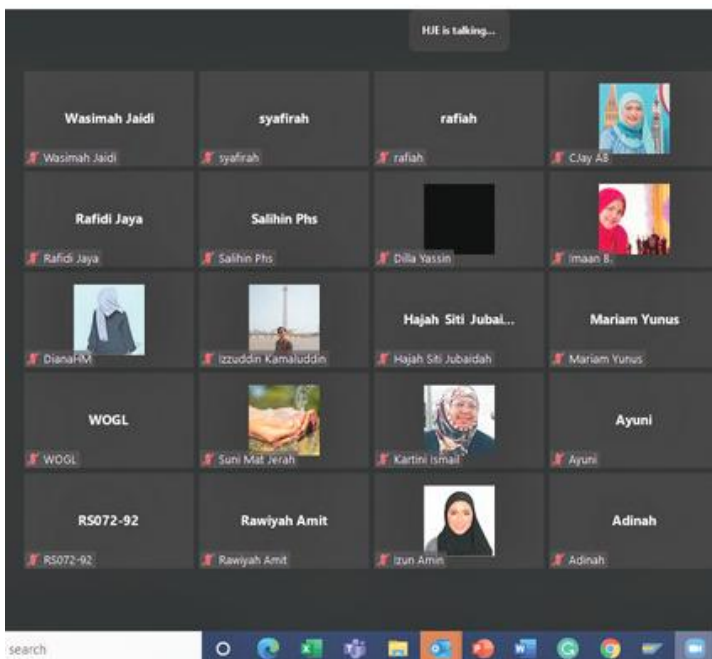 HJE is talking...
Wasimah Jaidi
syafirah
rafiah
Wasimah Jaidi
syafirah
rafiah
CJay AB
Rafidi Jaya
Salihin Phs
Rafidi Jaya
Salihin Phs
Dilla Yassin
Imaan B.
Hajah Siti Jubai...
Mariam Yunus
DianaHM
Izzuddin Kamaluddin
Hajah Siti Jubaidah
Mariam Yunus
WOGL
Ayuni
WOGL
Suni Mat Jerah
Kartini Ismail
Ayuni
RS072-92
Rawiyah Amit
Adinah
RS072-92
Rawiyah Amit
Izun Amin
Adinah
search